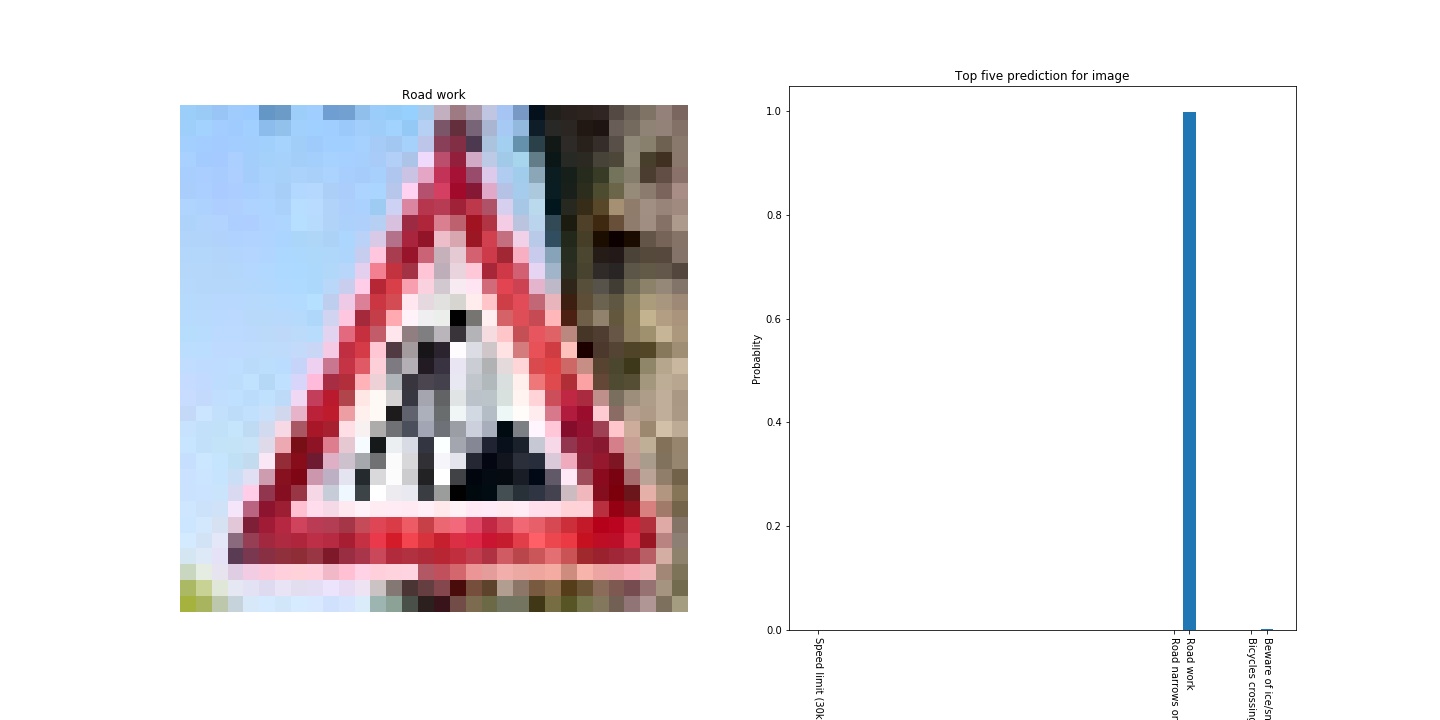 Road work
Top five prediction for image
Probablity
1.0
0.8
0.6
0.4
0.2
0.0
Speed limit (30k
Road narrows or
Road work
Bicycles crossing
Beware of ice/sn